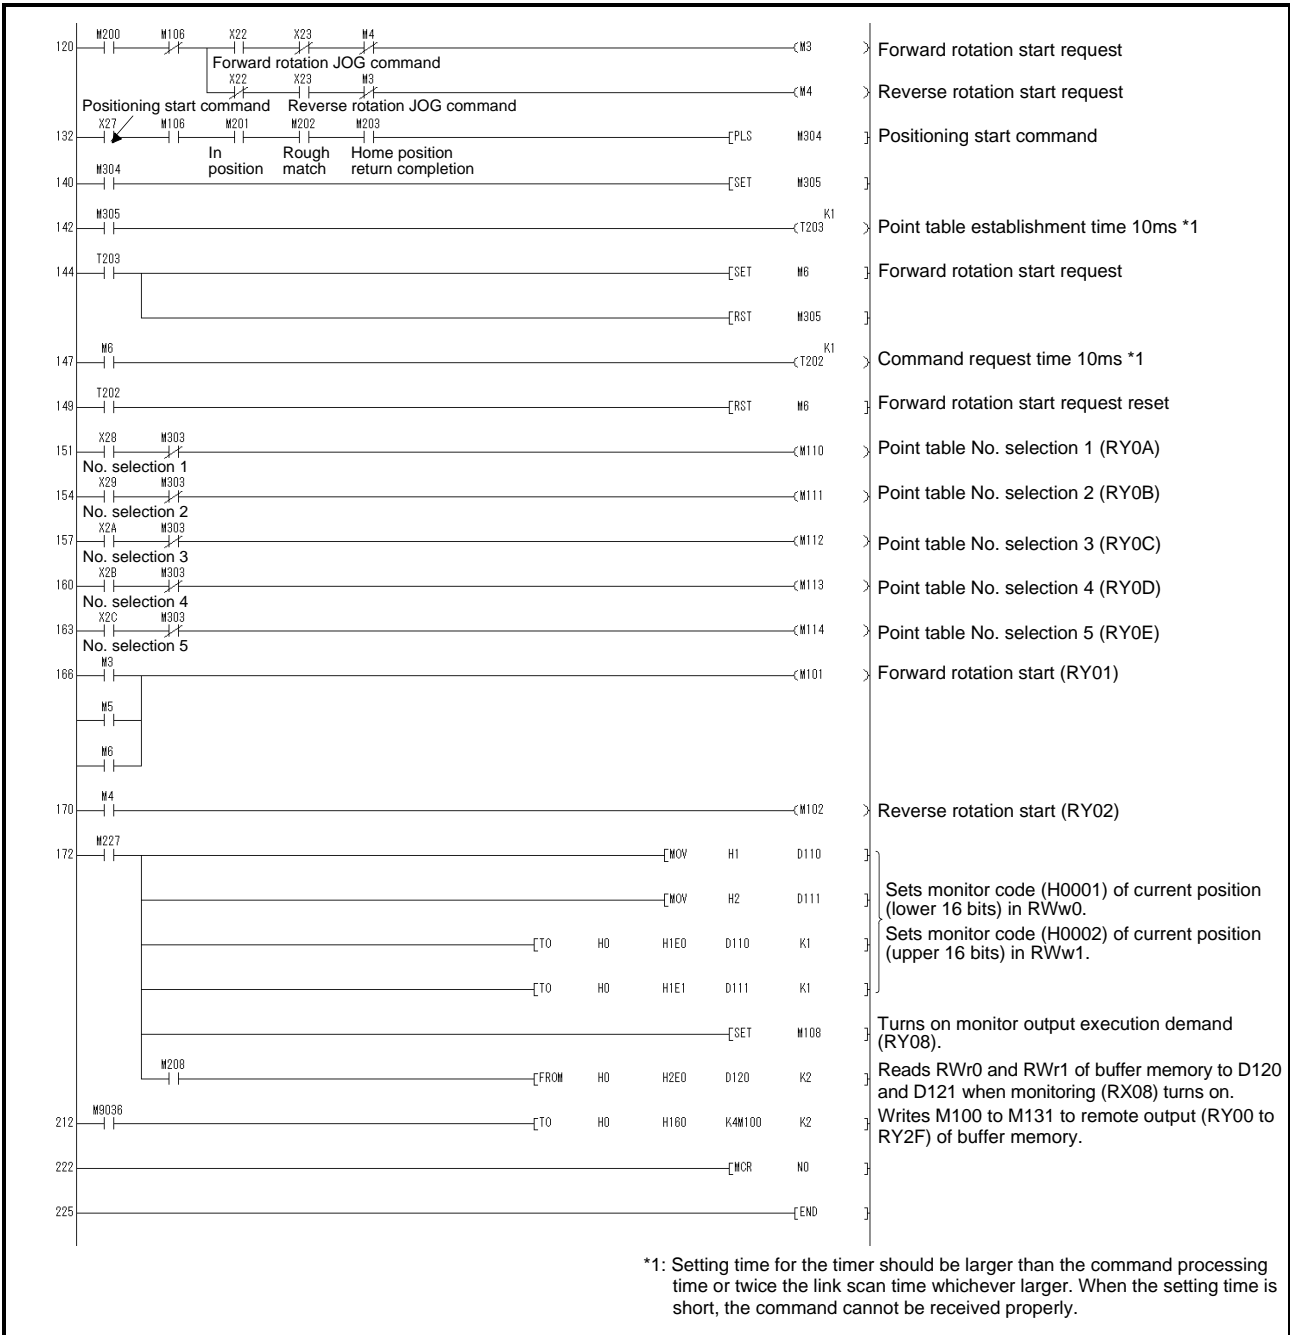 M200 M106 X22 X23 M4
120 (M3 ) Forward rotation start request
Forward rotation JOG command
X22 X23 M3
(M4 ) Reverse rotation start request
Positioning start command Reverse rotation JOG command
X27 M106 M201 M202 M203
132 [PLS M304 ] Positioning start command
In position Rough match Home position return completion
M304
140 [SET M305 ]
M305 K1
142 (T203 ) Point table establishment time 10ms *1
T203
144 [SET M6 ] Forward rotation start request
[RST M305 ]
M6 K1
147 (T202 ) Command request time 10ms *1
T202
149 [RST M6 ] Forward rotation start request reset
X28 M303
151 (M110 ) Point table No. selection 1 (RY0A)
No. selection 1
X29 M303
154 (M111 ) Point table No. selection 2 (RY0B)
No. selection 2
X2A M303
157 (M112 ) Point table No. selection 3 (RY0C)
No. selection 3
X2B M303
160 (M113 ) Point table No. selection 4 (RY0D)
No. selection 4
X2C M303
163 (M114 ) Point table No. selection 5 (RY0E)
No. selection 5
M3
166 (M101 ) Forward rotation start (RY01)
M5
M6
M4
170 (M102 ) Reverse rotation start (RY02)
M227
172 [MOV H1 D110 ]
[MOV H2 D111 ]
Sets monitor code (H0001) of current position
(lower 16 bits) in RWw0.
Sets monitor code (H0002) of current position
(upper 16 bits) in RWw1.
[TO H0 H1E0 D110 K1 ]
[TO H0 H1E1 D111 K1 ]
[SET M108 ] Turns on monitor output execution demand
(RY08).
M208
[FROM H0 H2E0 D120 K2 ] Reads RWr0 and RWr1 of buffer memory to D120
and D121 when monitoring (RX08) turns on.
M9036
212 [TO H0 H160 K4M100 K2 ] Writes M100 to M131 to remote output (RY00 to
RY2F) of buffer memory.
222 [MCR N0 ]
225 [END ]
*1: Setting time for the timer should be larger than the command processing
time or twice the link scan time whichever larger. When the setting time is
short, the command cannot be received properly.